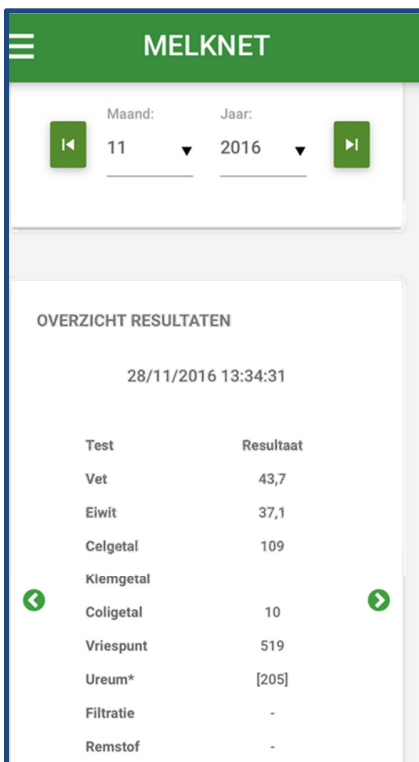 MELKNET
Maand: Jaar:
11 2016
OVERZICHT RESULTATEN
28/11/2016 13:34:31
Test Resultaat
Vet 43,7
Eiwit 37,1
Celgetal 109
Kiemgetal
Coligetal 10
Vriespunt 519
Ureum* [205]
Filtratie -
Remstof -